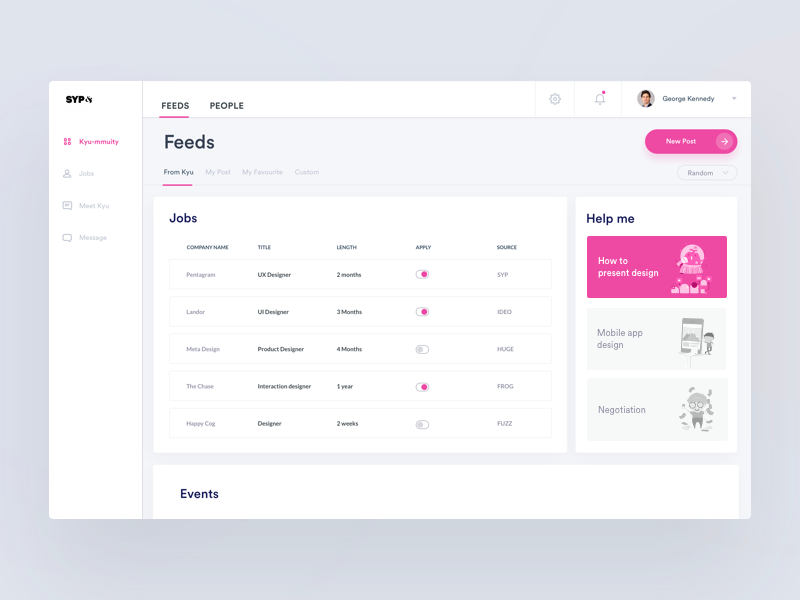 SYP
FEEDS
PEOPLE
George Kennedy
Kyu-mmuity
Jobs
Meet Kyu
Message
Feeds
New Post
From Kyu
My Post
My Favourite
Custom
Random
Jobs
COMPANY NAME TITLE LENGTH APPLY SOURCE
Pentagram UX Designer 2 months SYP
Landor UI Designer 3 Months IDEO
Meta Design Product Designer 4 Months HUGE
The Chase Interaction designer 1 year FROG
Happy Cog Designer 2 weeks FUZZ
Help me
How to
present design
Mobile app
design
Negotiation
Events